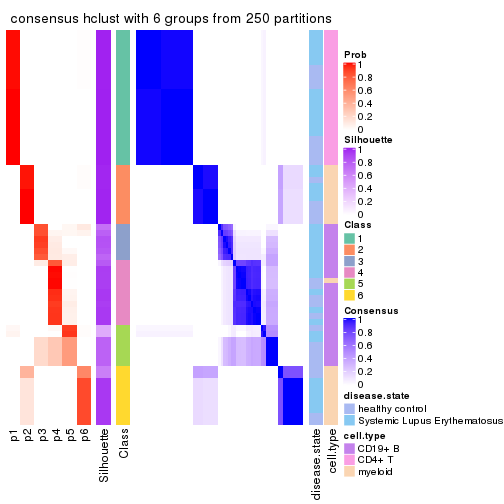 consensus hclust with 6 groups from 250 partitions
Prob
1
0.8
0.6
0.4
0.2
0
Silhouette
1
0.8
0.6
0.4
0.2
0
Class
1
2
3
4
5
6
Consensus
1
0.8
0.6
0.4
0.2
0
disease.state
healthy control
Systemic Lupus Erythematosus
cell.type
CD19+ B
CD4+ T
myeloid
p1
p2
p3
p4
p5
p6
Silhouette
Class
disease.state
cell.type